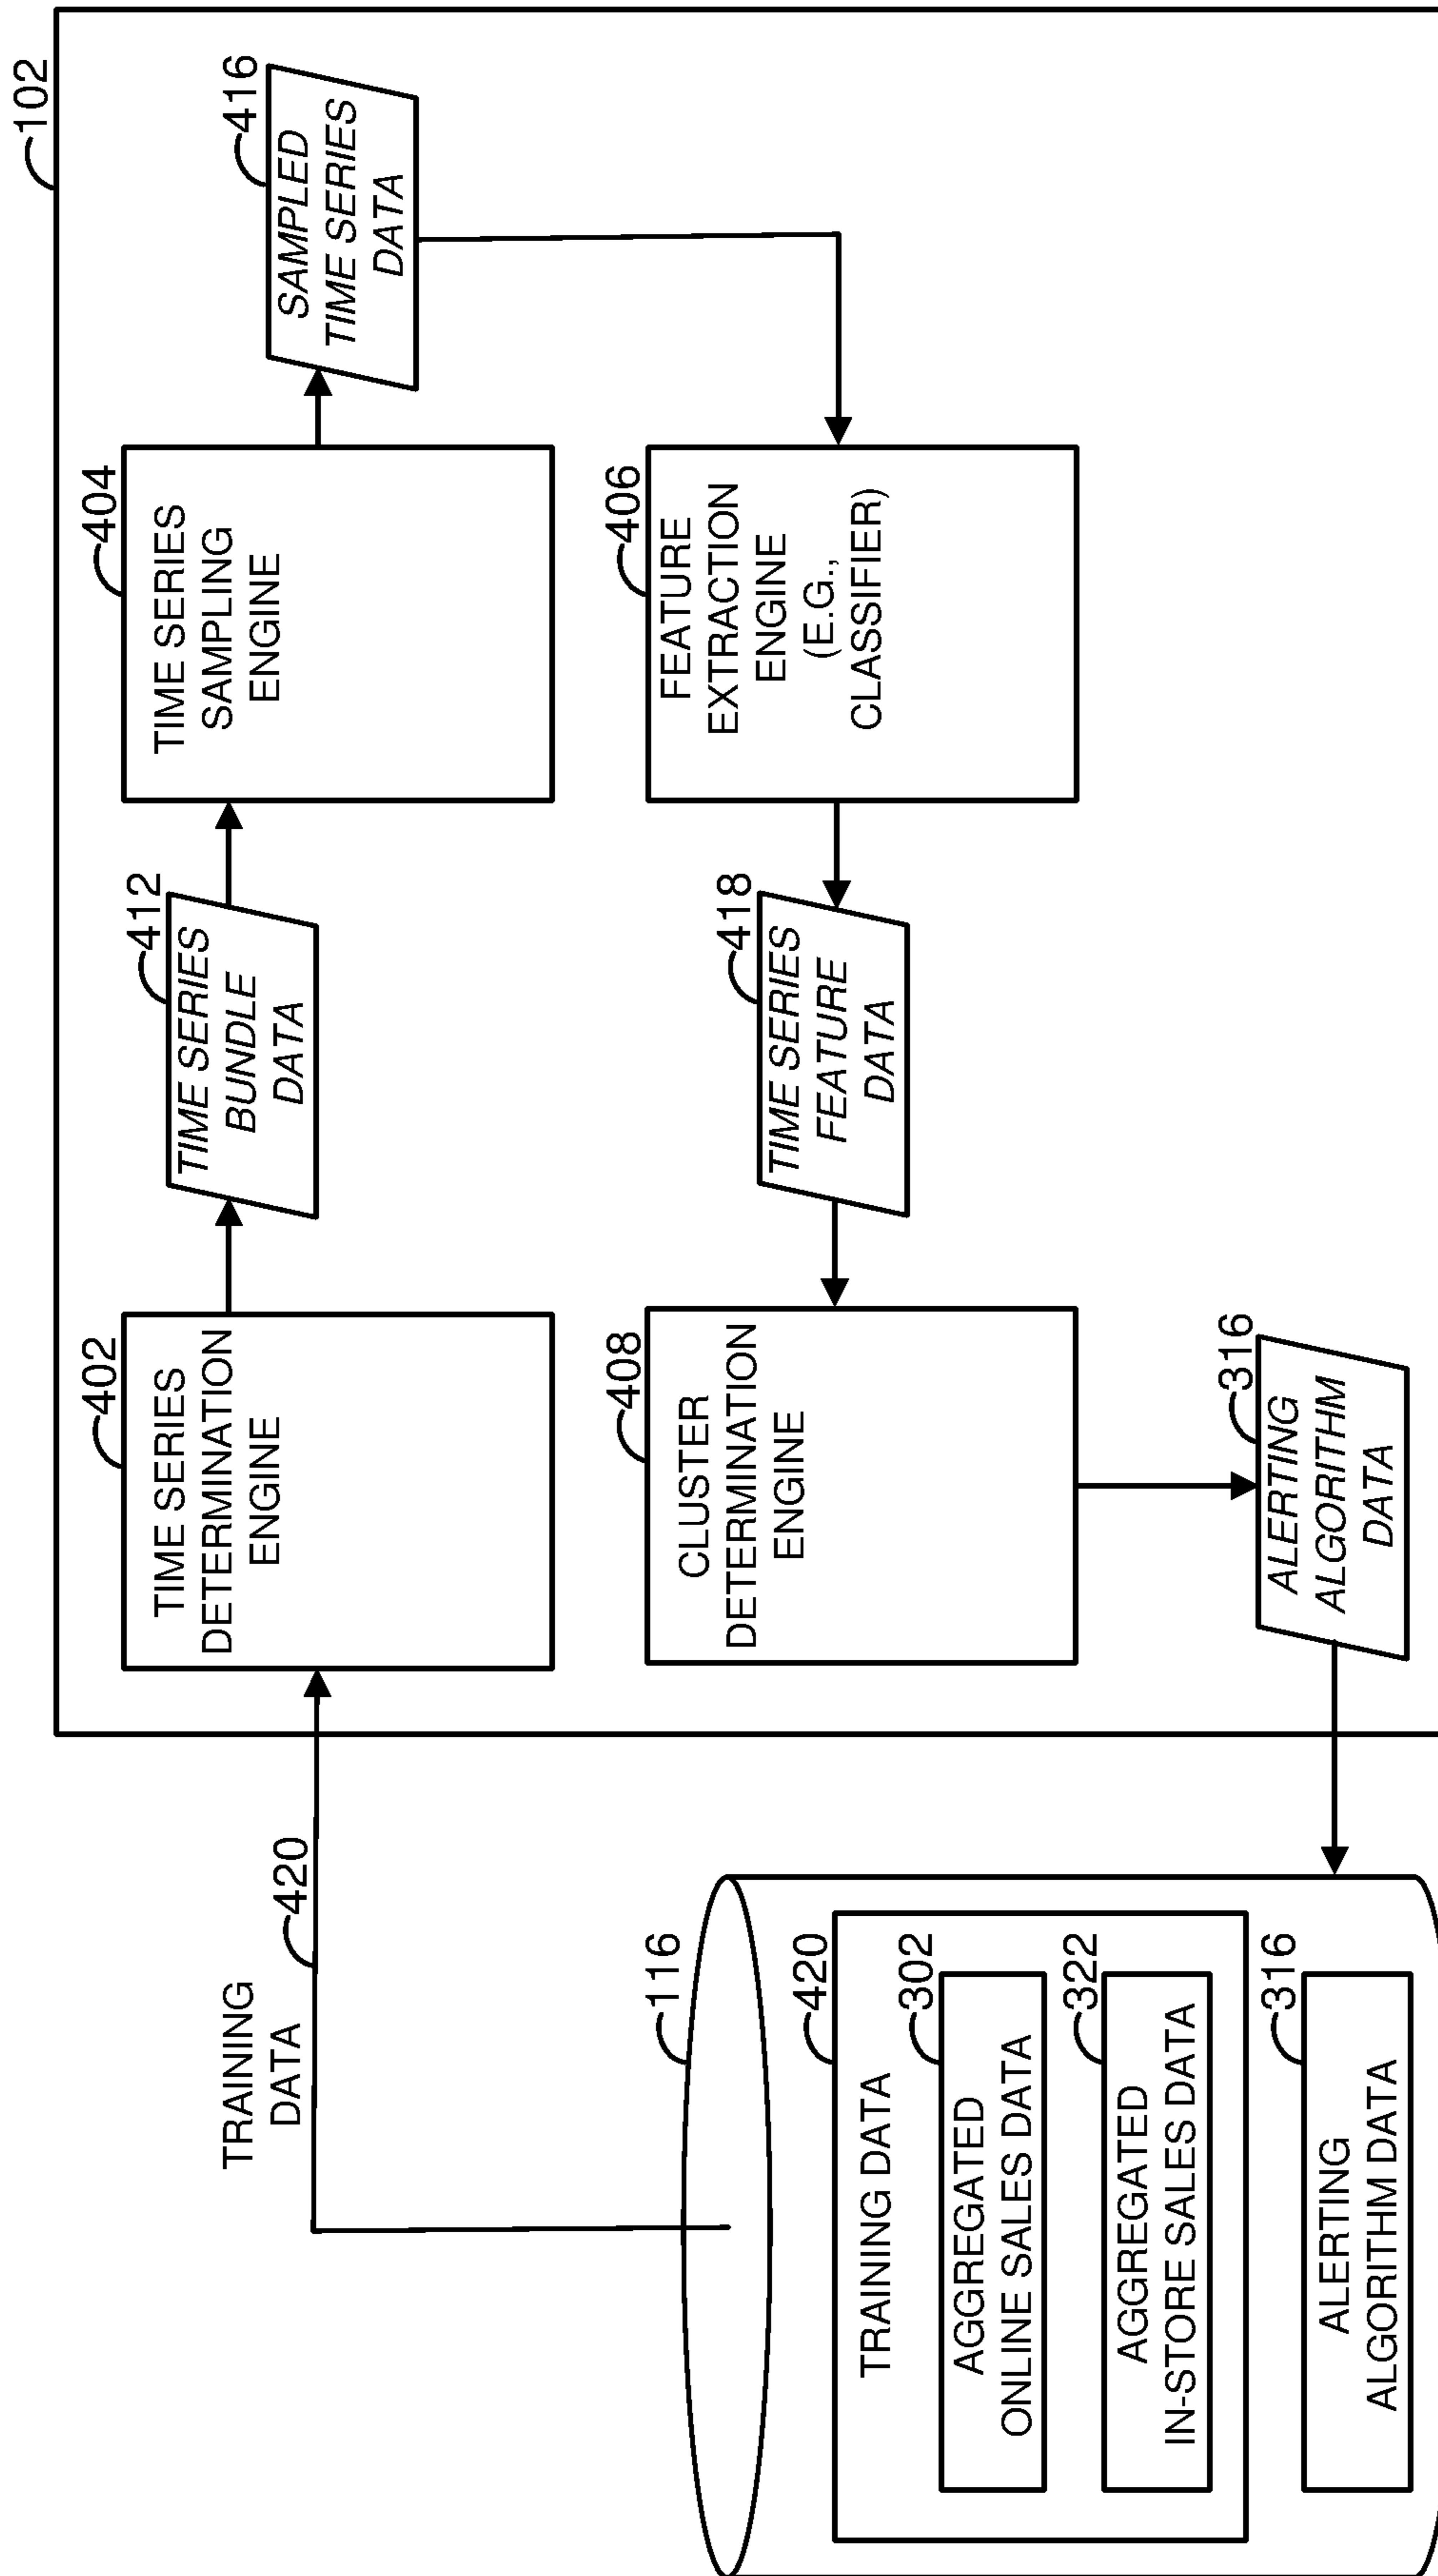 102
TRAINING
DATA
420
402
TIME SERIES
DETERMINATION
ENGINE
412
TIME SERIES
BUNDLE
DATA
404
TIME SERIES
SAMPLING
ENGINE
416
SAMPLED
TIME SERIES
DATA
116
420
TRAINING DATA
302
AGGREGATED
ONLINE SALES DATA
322
AGGREGATED
IN-STORE SALES DATA
316
ALERTING
ALGORITHM DATA
408
CLUSTER
DETERMINATION
ENGINE
418
TIME SERIES
FEATURE
DATA
406
FEATURE
EXTRACTION
ENGINE
(E.G.,
CLASSIFIER)
316
ALERTING
ALGORITHM
DATA